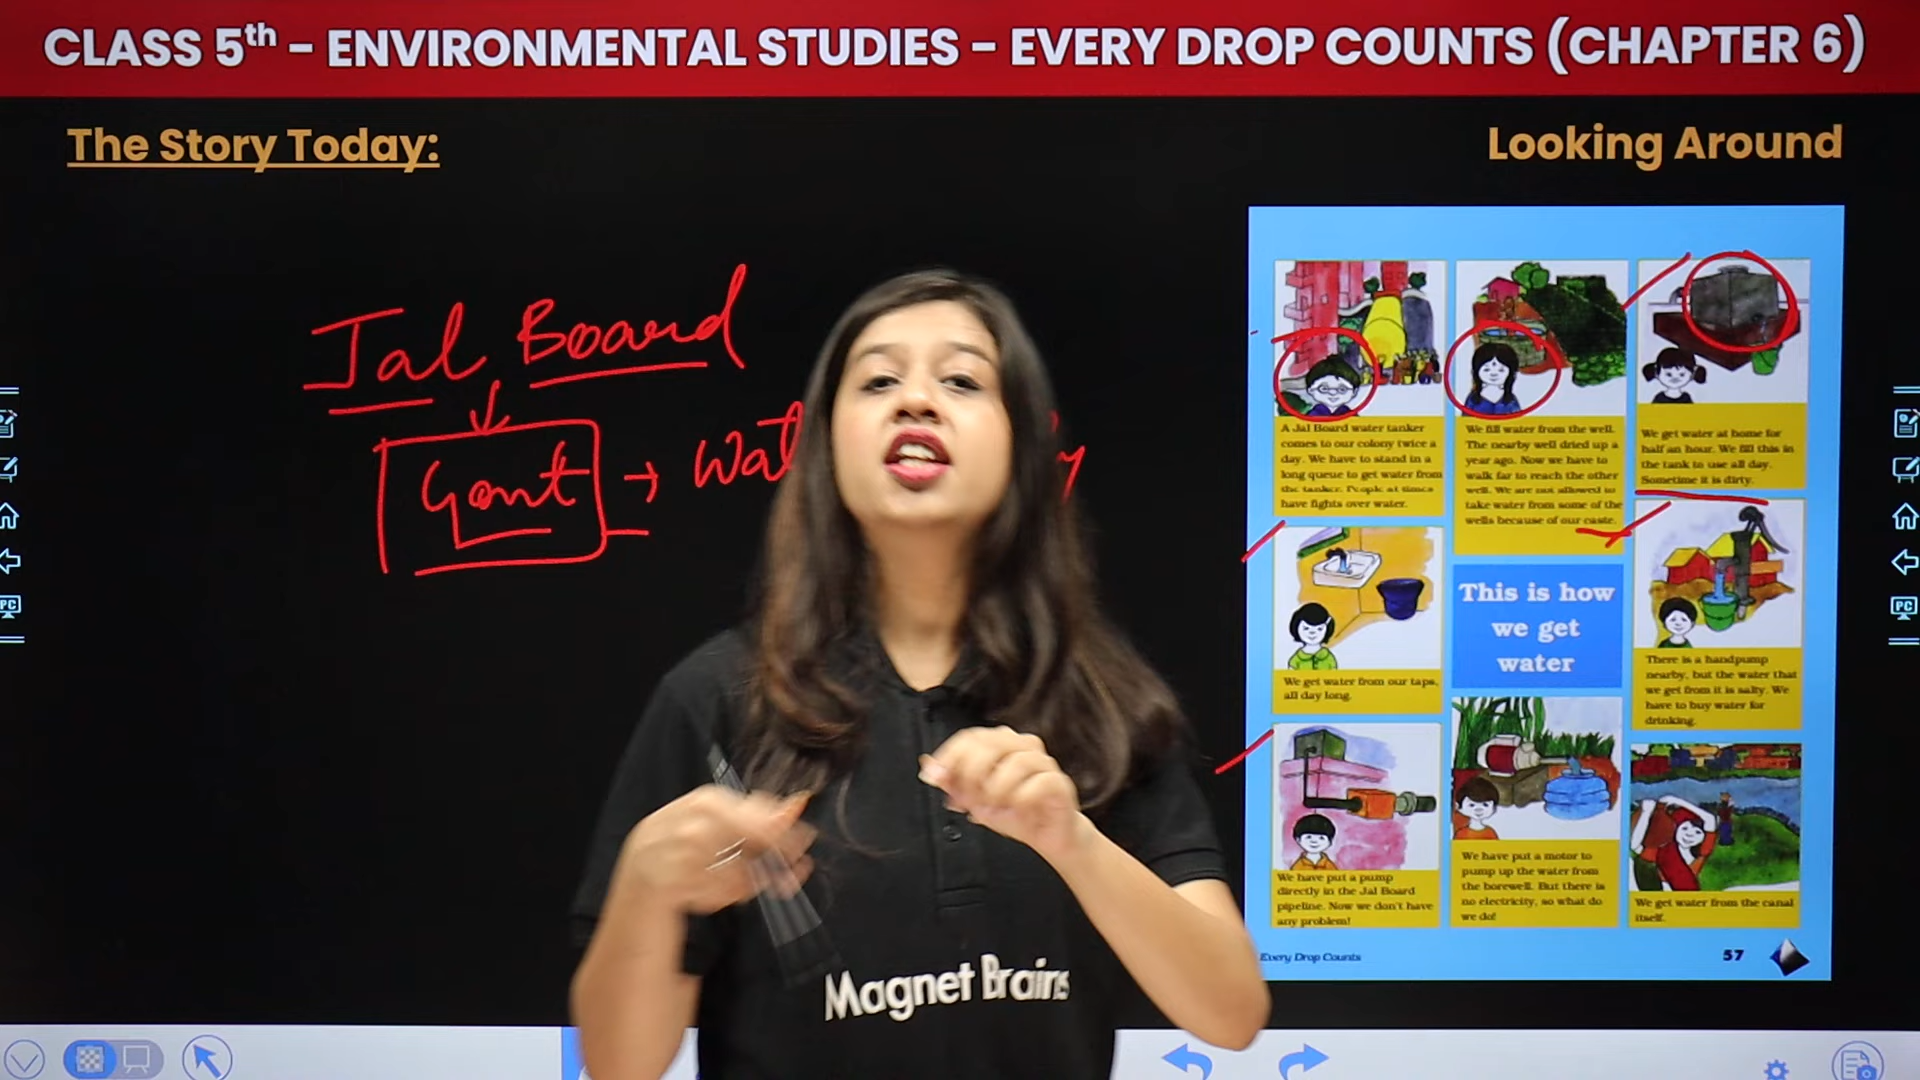 CLASS 5th – ENVIRONMENTAL STUDIES – EVERY DROP COUNTS (CHAPTER 6)
The Story Today:
Looking Around
Jal Board
Govt →
A Jal Board water tanker
comes to our colony twice a
day. We have to stand in a
long queue to get water from
the tanker. People at times
have fights over water.
We fill water from the well.
The nearby well dried up a
year ago. Now we have to
walk far to reach the other
well. We are not allowed to
take water from some of the
wells because of our caste.
We get water at home for
half an hour. We fill this in
the tank to use all day.
Sometime it is dirty.
We get water from our taps,
all day long.
This is how
we get
water
There is a handpump
nearby, but the water that
we get from it is salty. We
have to buy water for
drinking.
We have put a pump
directly in the Jal Board
pipeline. Now we don't have
any problem!
We have put a motor to
pump up the water from
the borewell. But there is
no electricity, so what do
we do!
We get water from the canal
itself.
Every Drop Counts
57
Magnet Brains
PC
PC